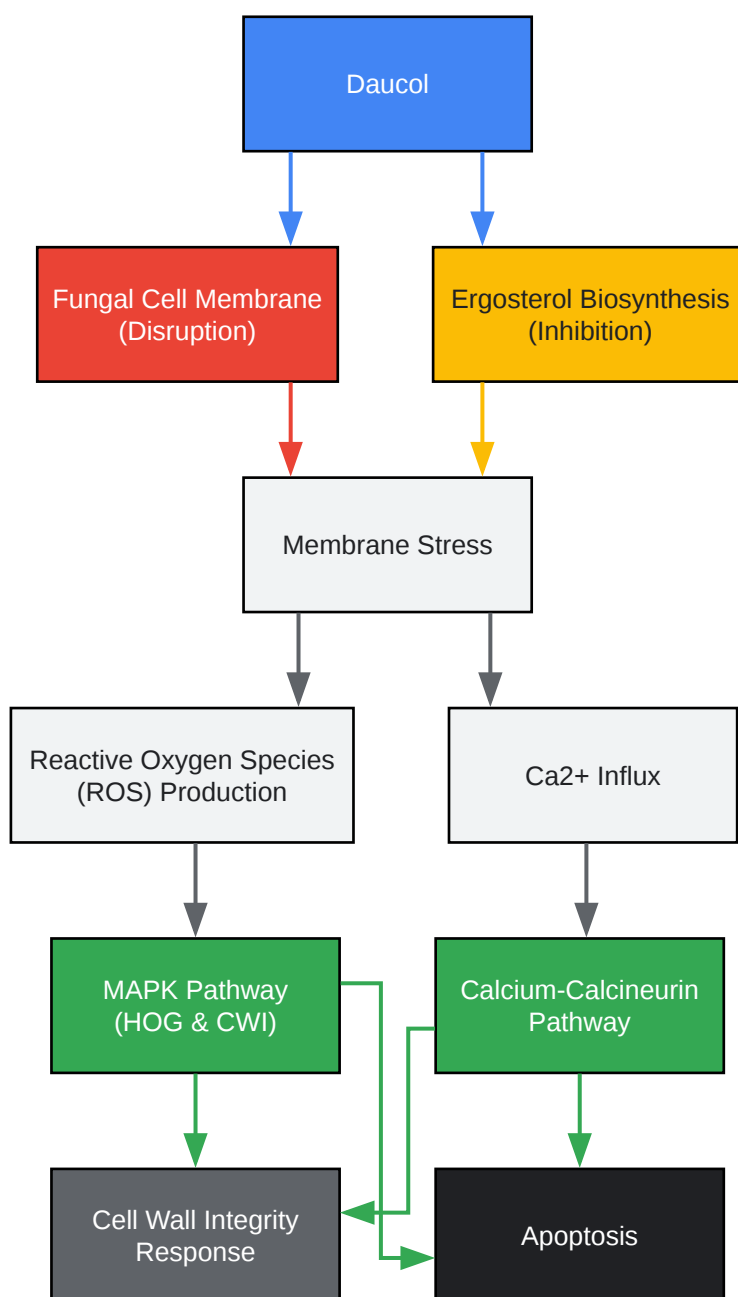 Daucol
Fungal Cell Membrane
(Disruption)
Ergosterol Biosynthesis
(Inhibition)
Membrane Stress
Reactive Oxygen Species
(ROS) Production
Ca2+ Influx
MAPK Pathway
(HOG & CWI)
Calcium-Calcineurin
Pathway
Cell Wall Integrity
Response
Apoptosis